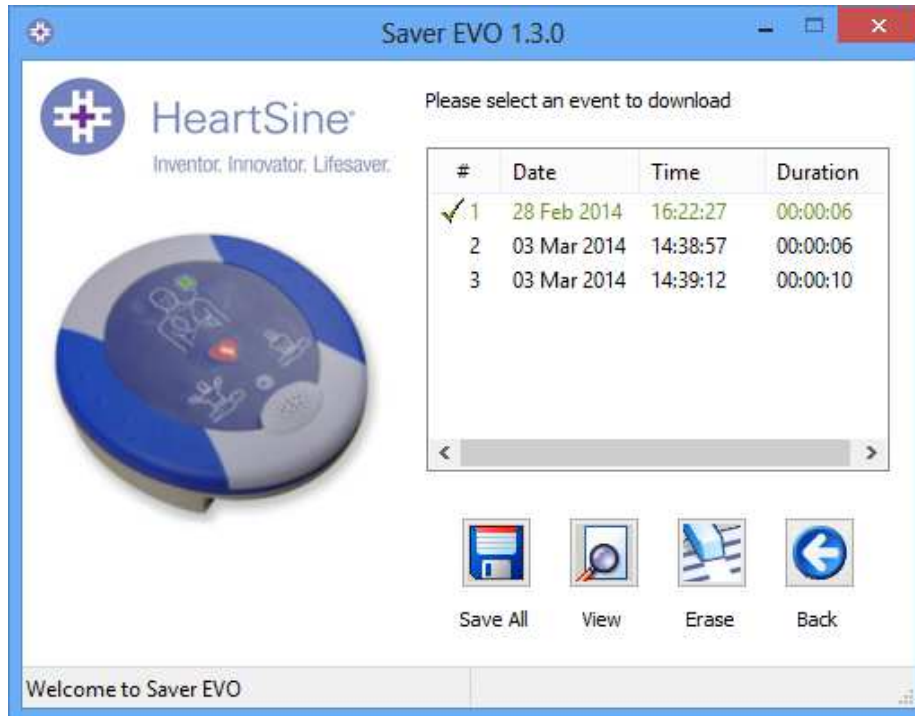 Saver EVO 1.3.0
HeartSine®
Inventor. Innovator. Lifesaver.
Please select an event to download
# Date Time Duration
1 28 Feb 2014 16:22:27 00:00:06
2 03 Mar 2014 14:38:57 00:00:06
3 03 Mar 2014 14:39:12 00:00:10
Save All View Erase Back
Welcome to Saver EVO